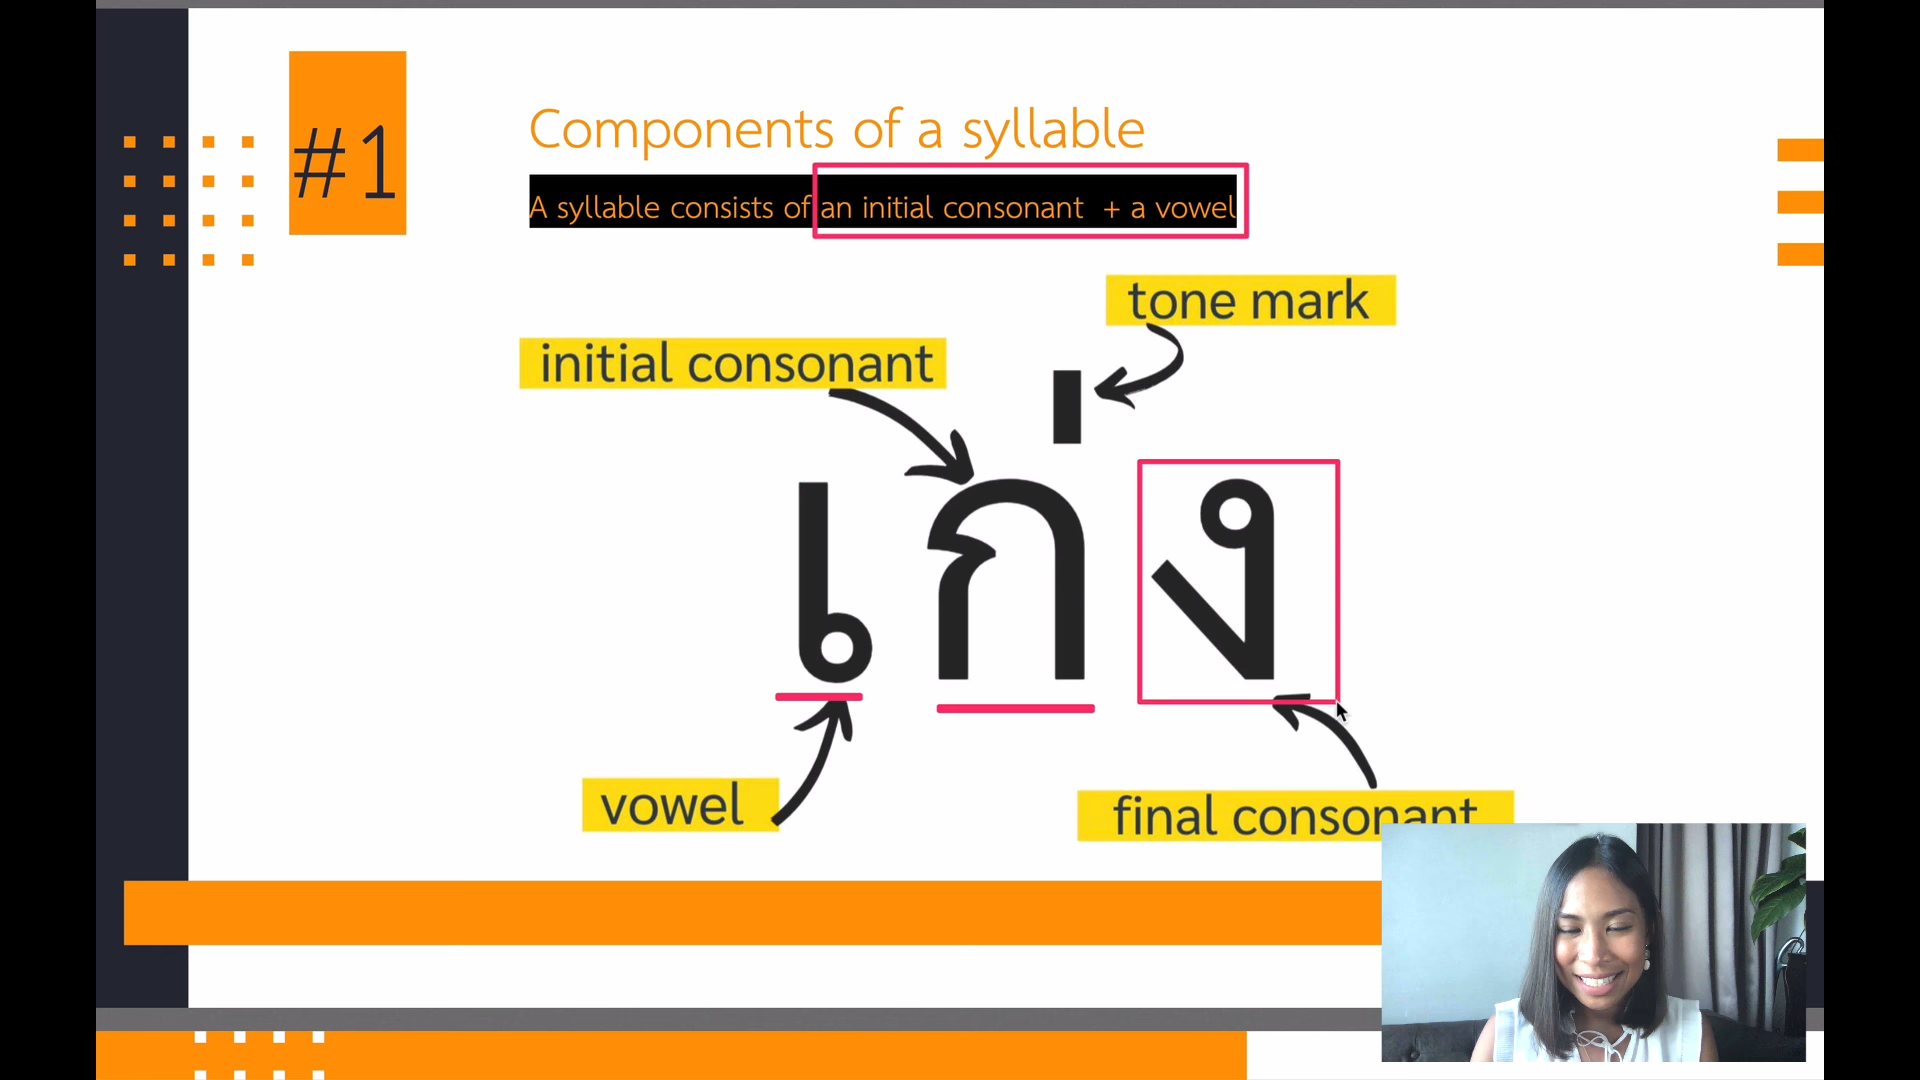 #1
Components of a syllable
A syllable consists of an initial consonant + a vowel
tone mark
initial consonant
เก่ง
vowel
final consonant